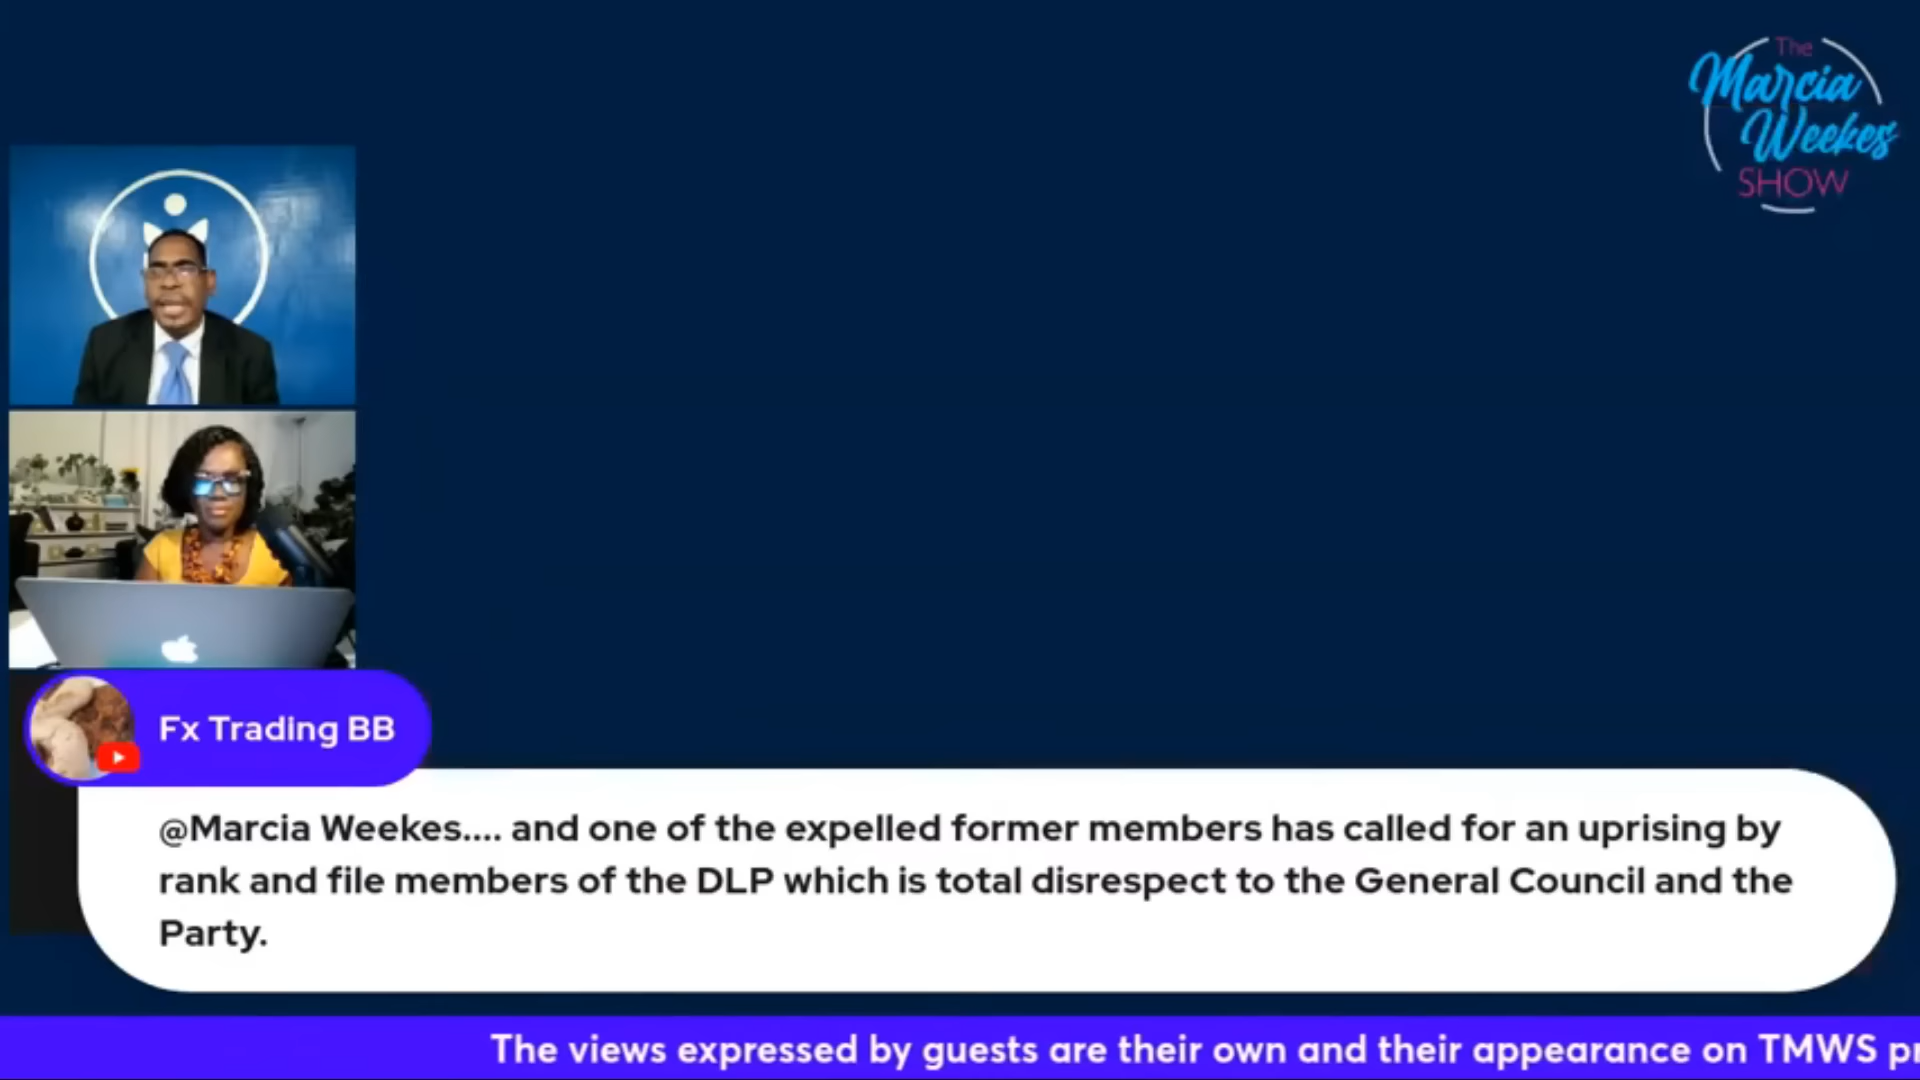 The
Marcia
Weekes
SHOW
Fx Trading BB
@Marcia Weekes.... and one of the expelled former members has called for an uprising by
rank and file members of the DLP which is total disrespect to the General Council and the
Party.
The views expressed by guests are their own and their appearance on TMWS pr